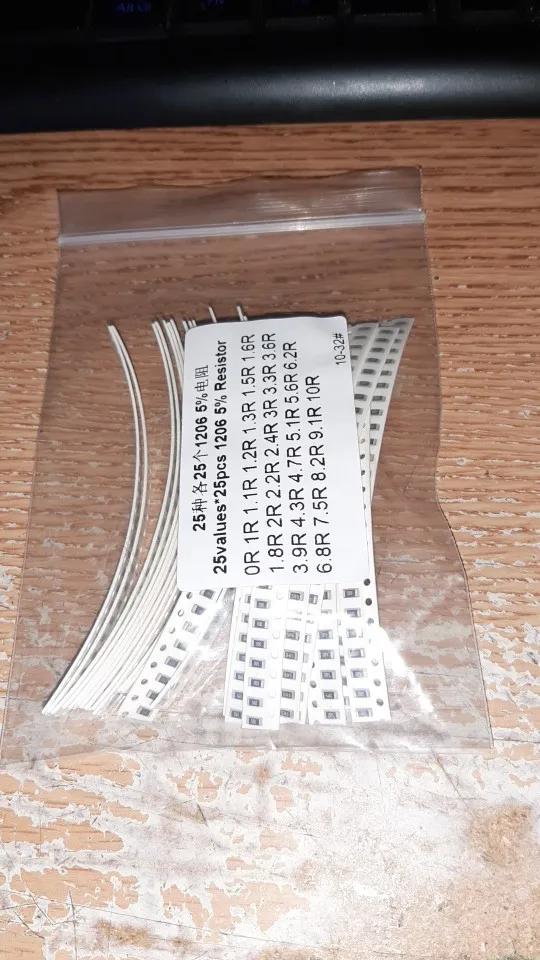 25种各25个1206 5%电阻
25values*25pcs 1206 5% Resistor
0R 1R 1.1R 1.2R 1.3R 1.5R 1.6R
1.8R 2R 2.2R 2.4R 3R 3.3R 3.6R
3.9R 4.3R 4.7R 5.1R 5.6R 6.2R
6.8R 7.5R 8.2R 9.1R 10R
10-32#